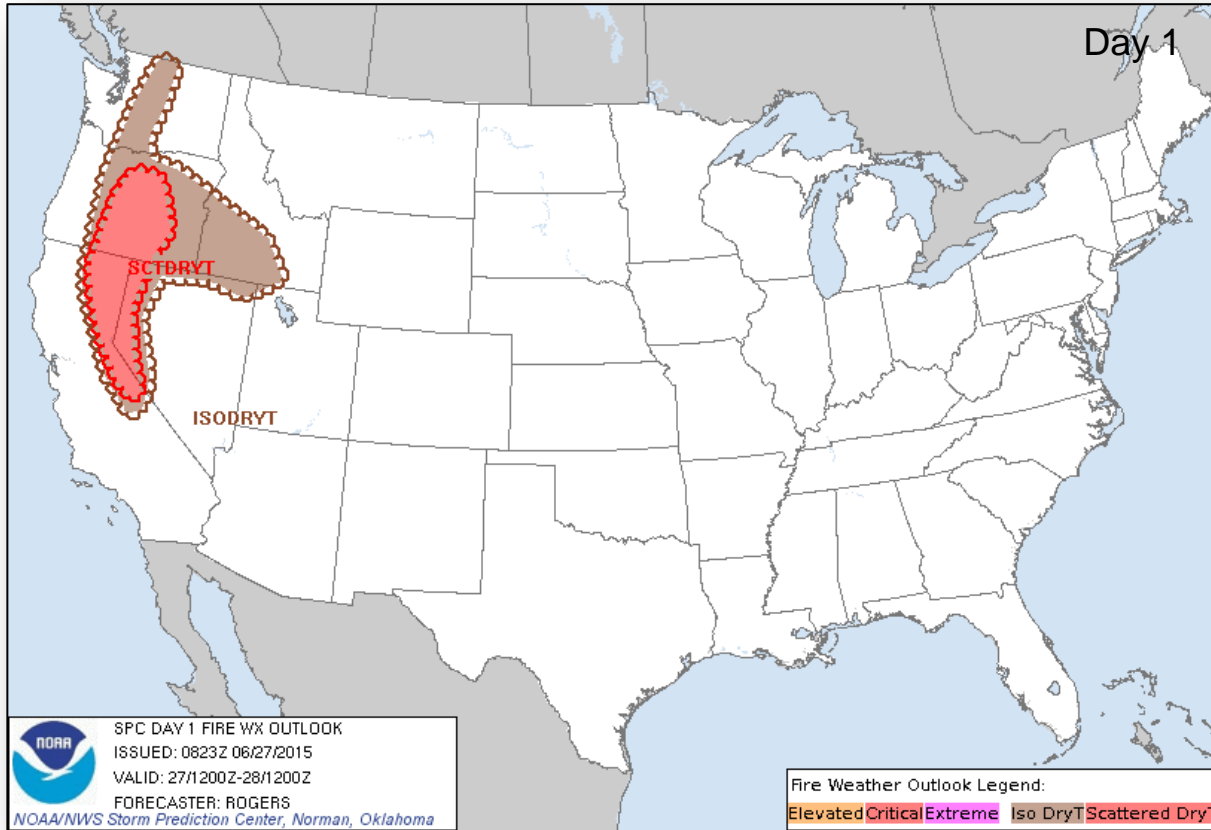 Day 1
SCTDRYT
ISODRYT
NOAA
SPC DAY 1 FIRE WX OUTLOOK
ISSUED: 0823Z 06/27/2015
VALID: 27/1200Z-28/1200Z
FORECASTER: ROGERS
NOAA/NWS Storm Prediction Center, Norman, Oklahoma
Fire Weather Outlook Legend:
Elevated Critical Extreme Iso DryT Scattered DryT